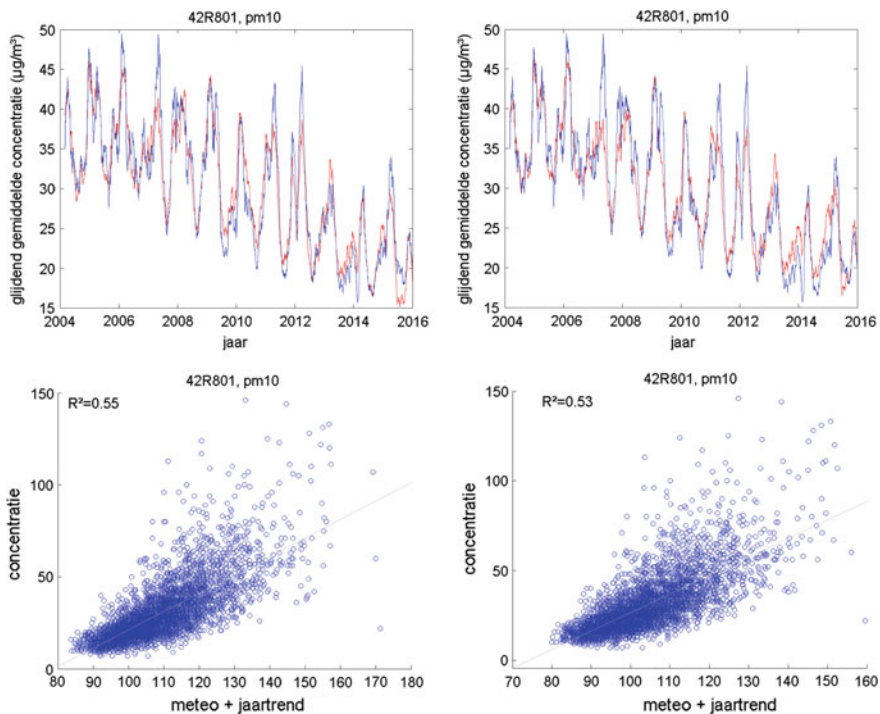 42R801, pm10
glijdend gemiddelde concentratie (µg/m³)
50
45
40
35
30
25
20
15
2004 2006 2008 2010 2012 2014 2016
jaar
42R801, pm10
glijdend gemiddelde concentratie (µg/m³)
50
45
40
35
30
25
20
15
2004 2006 2008 2010 2012 2014 2016
jaar
42R801, pm10
R²=0.55
concentratie
150
100
50
0
80 90 100 110 120 130 140 150 160 170 180
meteo + jaartrend
42R801, pm10
R²=0.53
concentratie
150
100
50
0
70 80 90 100 110 120 130 140 150 160
meteo + jaartrend